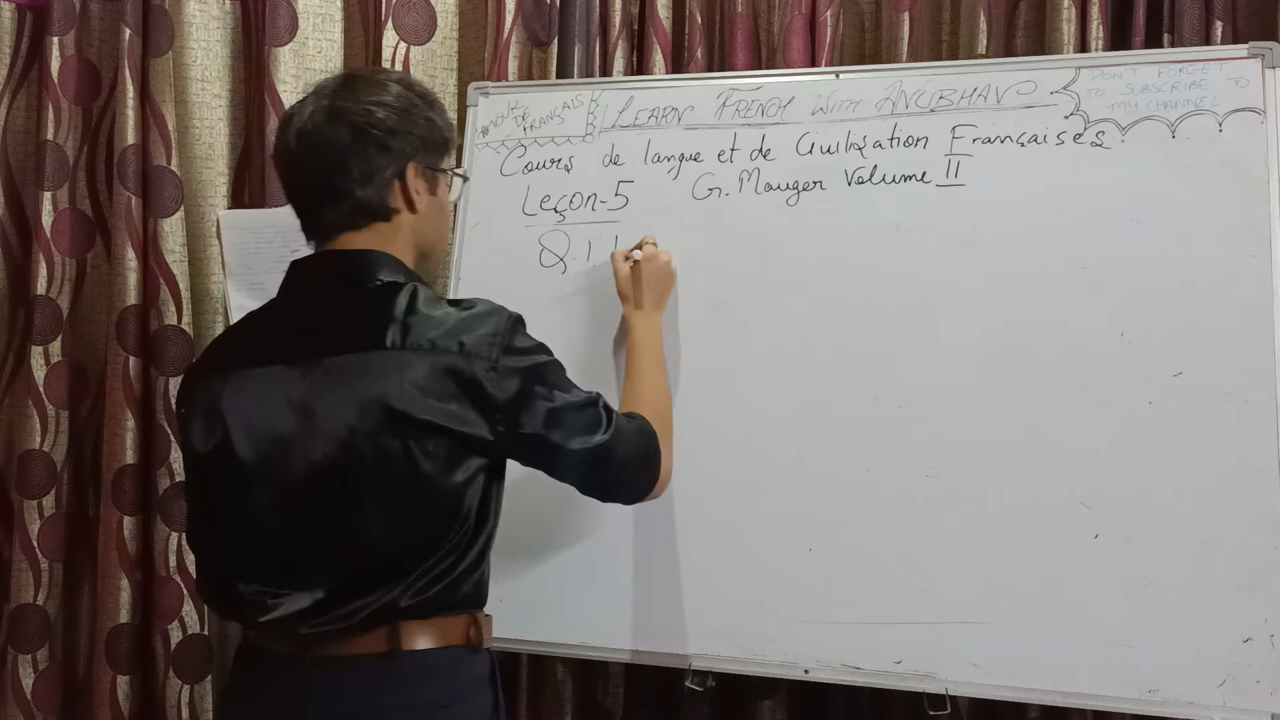 AMOUR DE FRANÇAIS
LEARN FRENCH WITH ANUBHAV
DON'T FORGET
TO SUBSCRIBE TO
MY CHANNEL
Cours de langue et de Civilisation Françaises.
Leçon-5 G. Mauger Volume II
Q.1